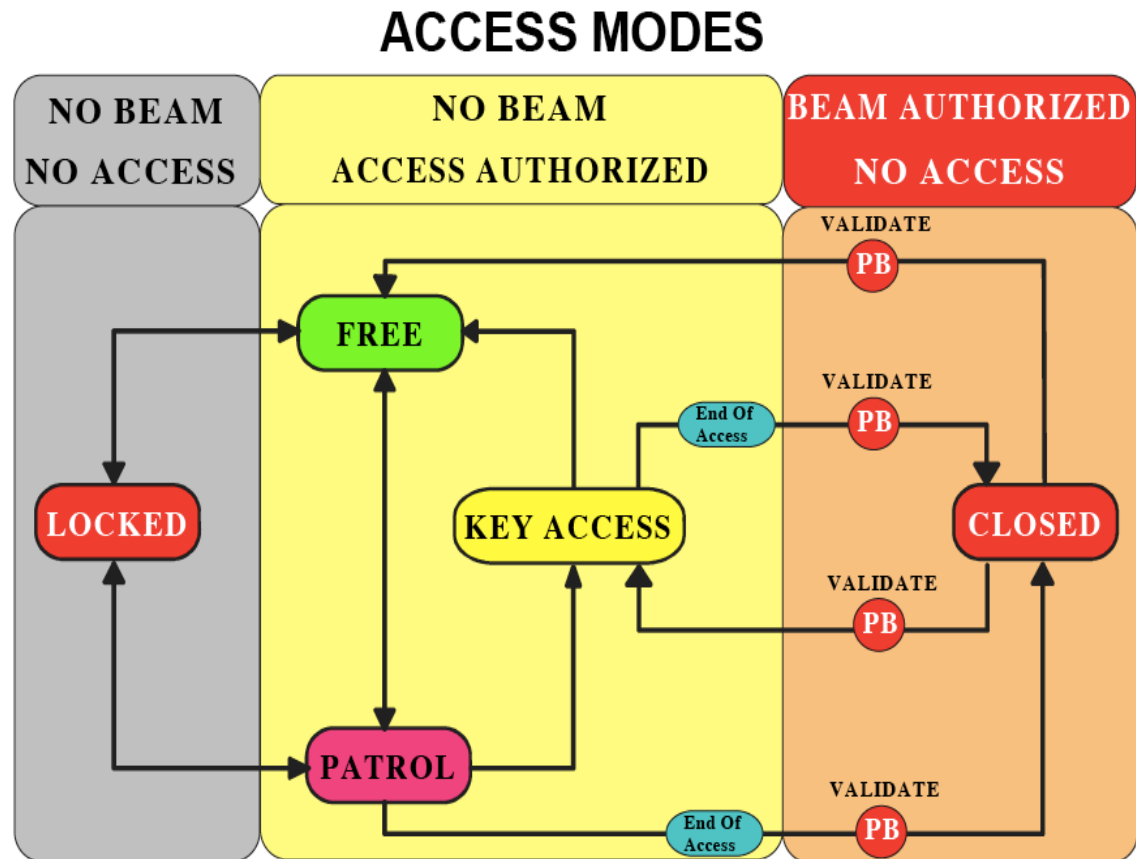 ACCESS MODES
NO BEAM
NO ACCESS
NO BEAM
ACCESS AUTHORIZED
BEAM AUTHORIZED
NO ACCESS
VALIDATE
PB
FREE
VALIDATE
End Of
Access
PB
LOCKED
KEY ACCESS
CLOSED
VALIDATE
PB
PATROL
VALIDATE
End Of
Access
PB